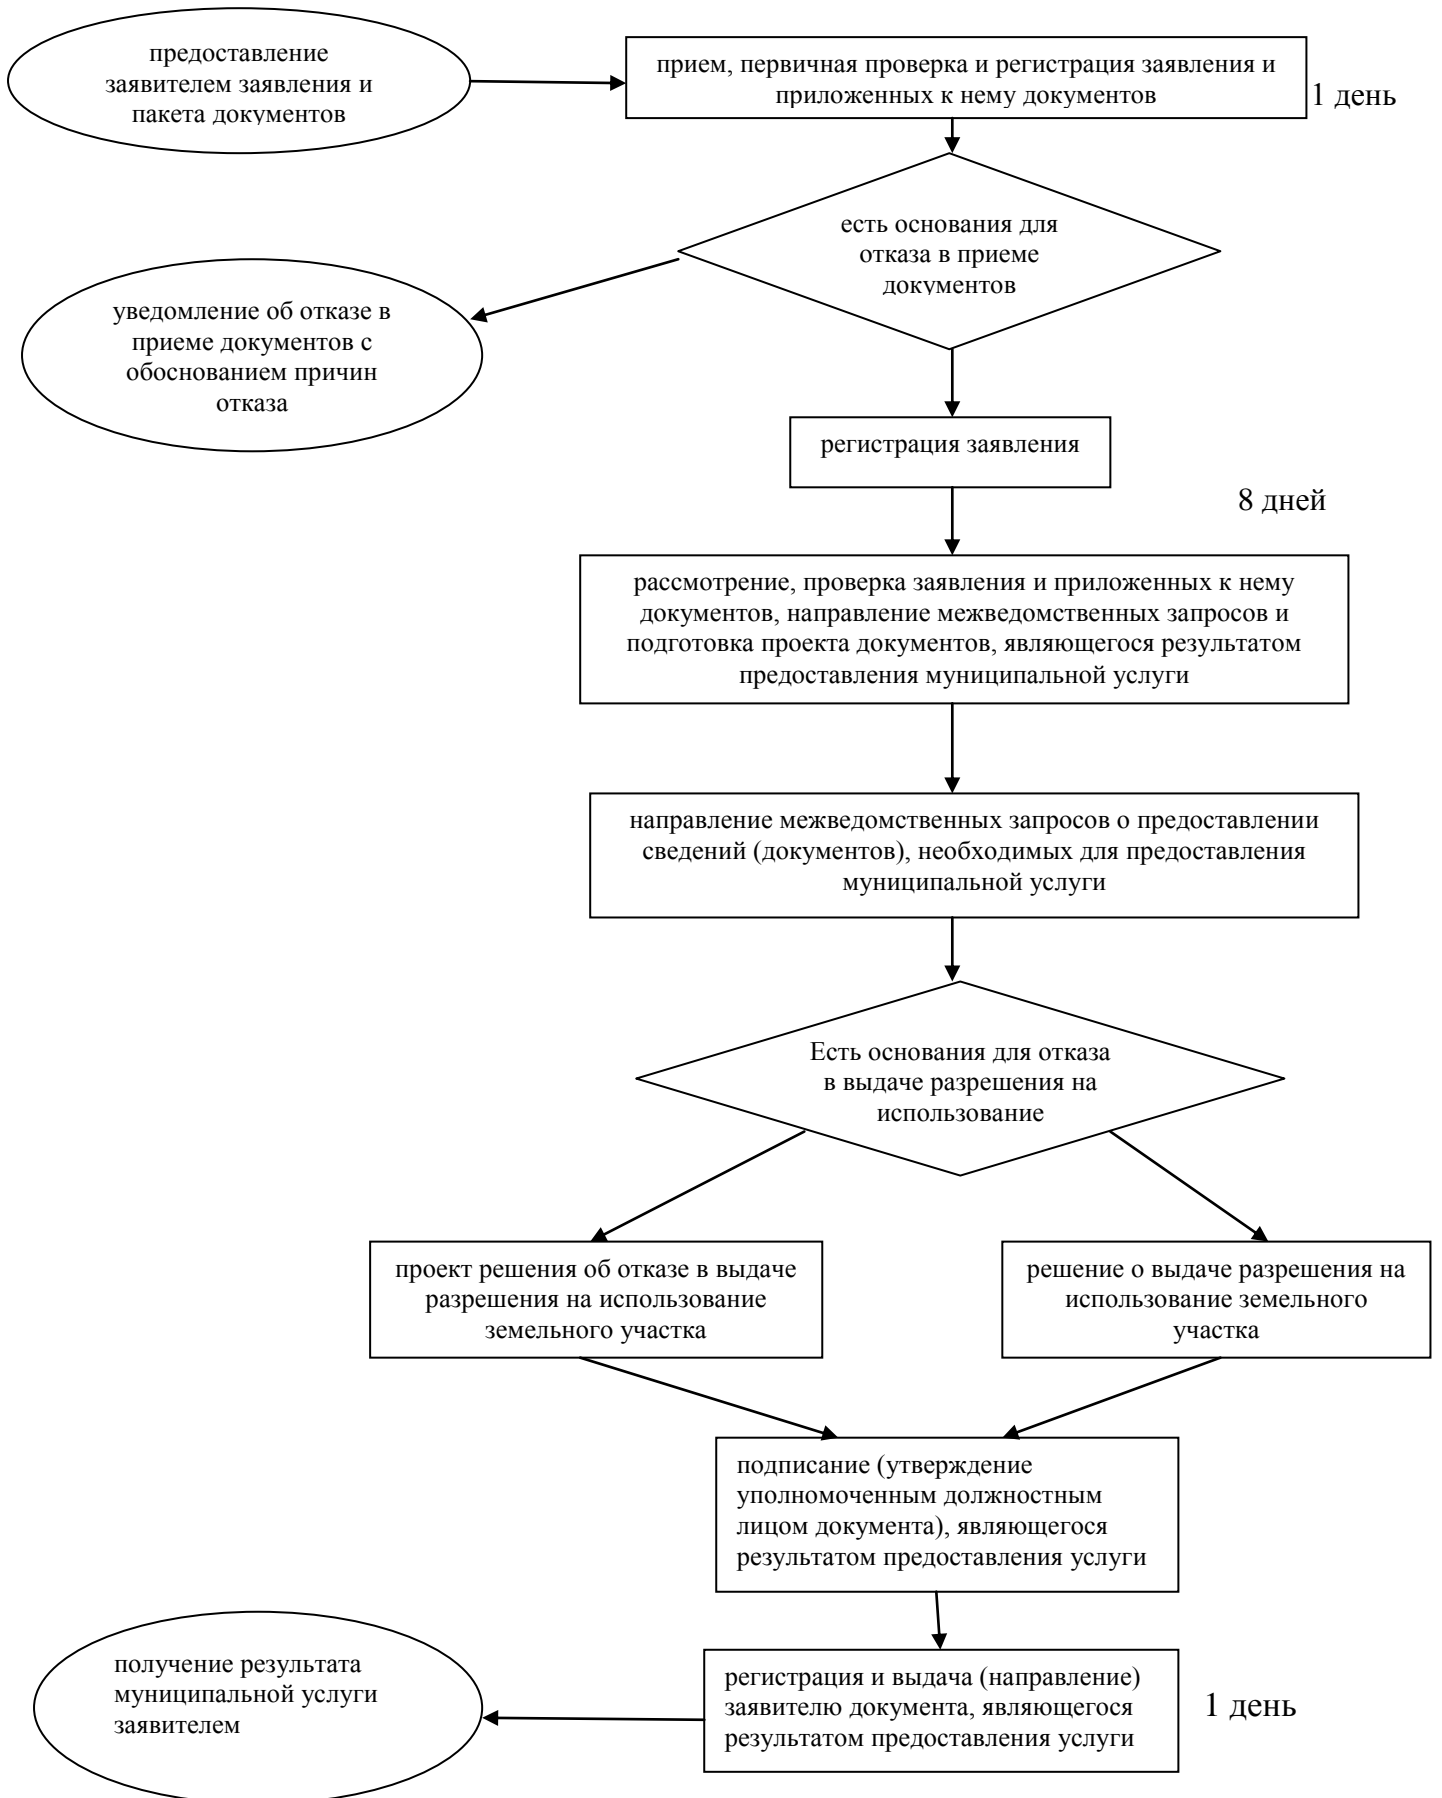 предоставление
заявителем заявления и
пакета документов
прием, первичная проверка и регистрация заявления и
приложенных к нему документов
1 день
есть основания для
отказа в приеме
документов
уведомление об отказе в
приеме документов с
обоснованием причин
отказа
регистрация заявления
8 дней
рассмотрение, проверка заявления и приложенных к нему
документов, направление межведомственных запросов и
подготовка проекта документов, являющегося результатом
предоставления муниципальной услуги
направление межведомственных запросов о предоставлении
сведений (документов), необходимых для предоставления
муниципальной услуги
Есть основания для отказа
в выдаче разрешения на
использование
проект решения об отказе в выдаче
разрешения на использование
земельного участка
решение о выдаче разрешения на
использование земельного
участка
подписание (утверждение
уполномоченным должностным
лицом документа), являющегося
результатом предоставления услуги
получение результата
муниципальной услуги
заявителем
регистрация и выдача (направление)
заявителю документа, являющегося
результатом предоставления услуги
1 день